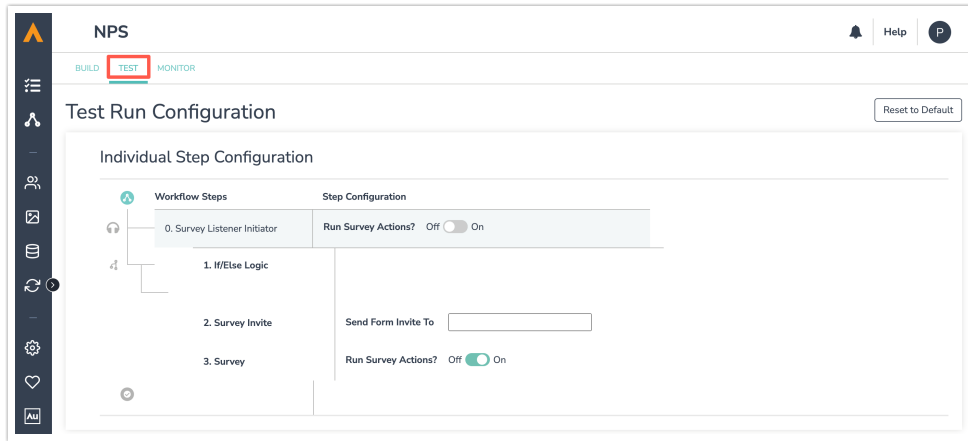 NPS
Help
P
BUILD TEST MONITOR
Test Run Configuration
Reset to Default
Individual Step Configuration
Workflow Steps Step Configuration
0. Survey Listener Initiator Run Survey Actions? Off On
1. If/Else Logic
2. Survey Invite Send Form Invite To
3. Survey Run Survey Actions? Off On
Au